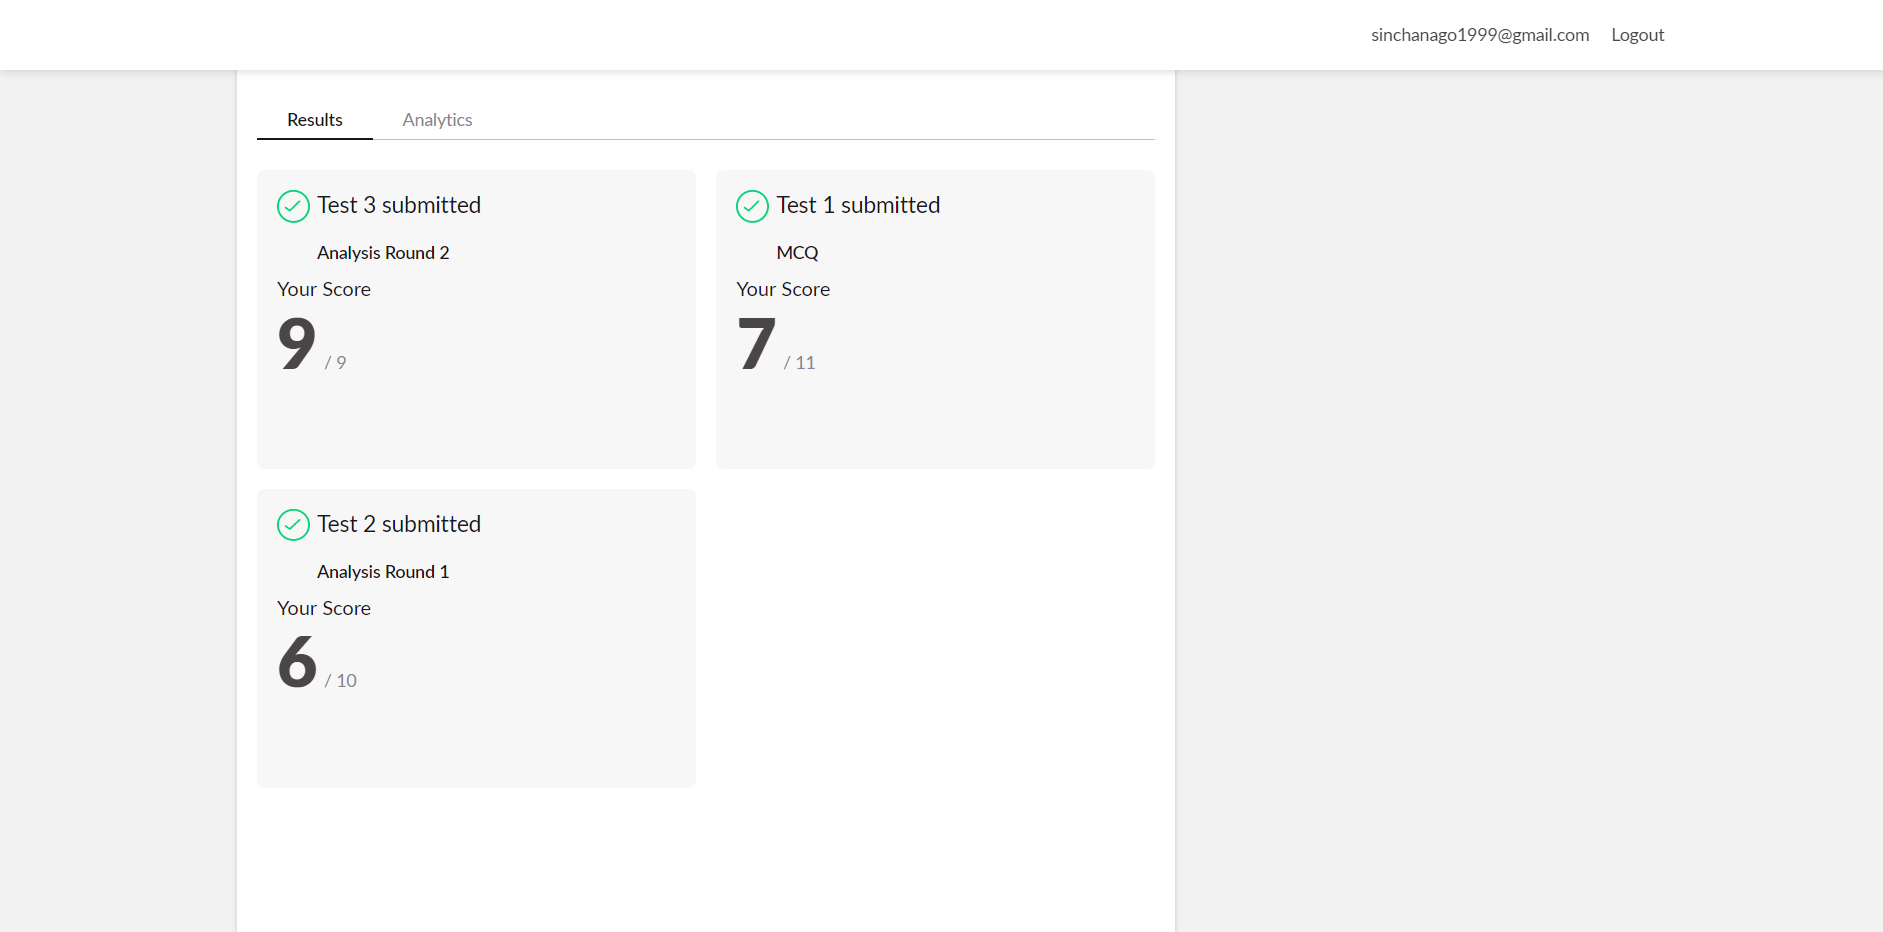 sinchanago1999@gmail.com Logout
Results Analytics
Test 3 submitted
Analysis Round 2
Your Score
9 / 9
Test 1 submitted
MCQ
Your Score
7 / 11
Test 2 submitted
Analysis Round 1
Your Score
6 / 10